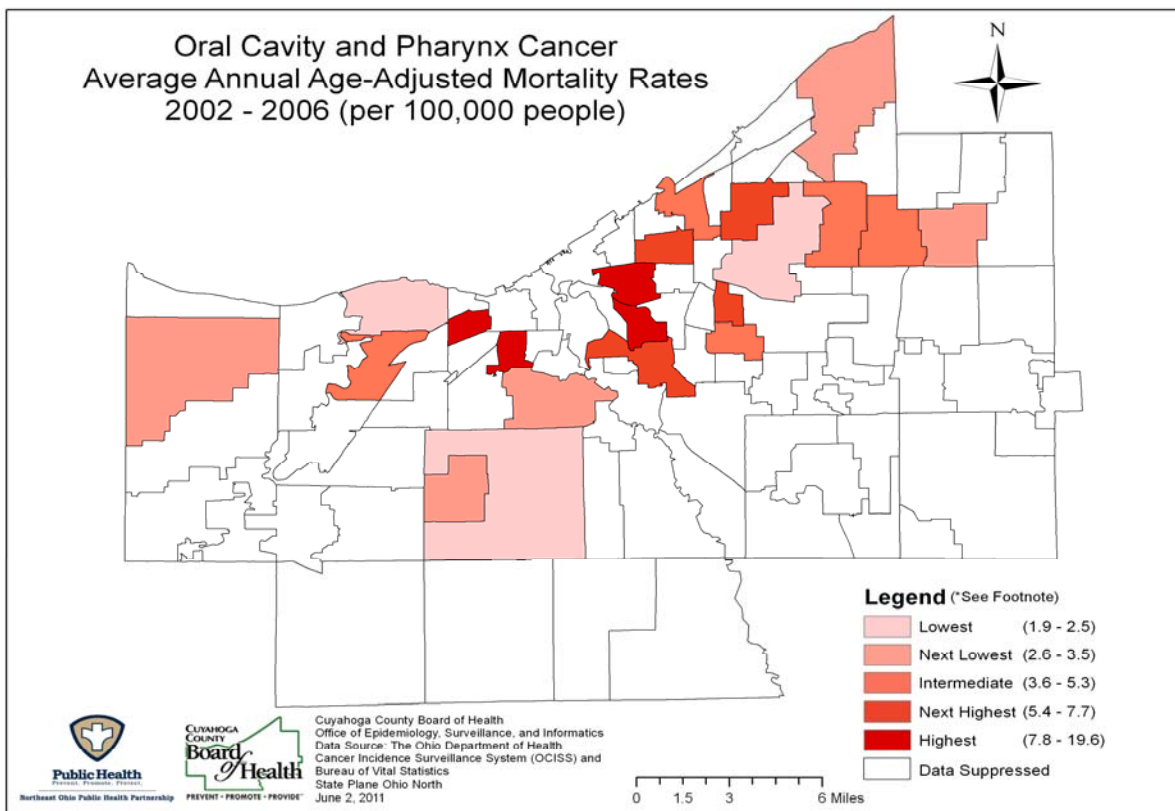 Oral Cavity and Pharynx Cancer
Average Annual Age-Adjusted Mortality Rates
2002 - 2006 (per 100,000 people)
N
Legend (*See Footnote)
Lowest (1.9 - 2.5)
Next Lowest (2.6 - 3.5)
Intermediate (3.6 - 5.3)
Next Highest (5.4 - 7.7)
Highest (7.8 - 19.6)
Data Suppressed
Public Health
Prevent. Promote. Protect.
Northeast Ohio Public Health Partnership
CUYAHOGA
COUNTY
Board
of Health
PREVENT • PROMOTE • PROVIDE
Cuyahoga County Board of Health
Office of Epidemiology, Surveillance, and Informatics
Data Source: The Ohio Department of Health
Cancer Incidence Surveillance System (OCISS) and
Bureau of Vital Statistics
State Plane Ohio North
June 2, 2011
0 1.5 3 6 Miles